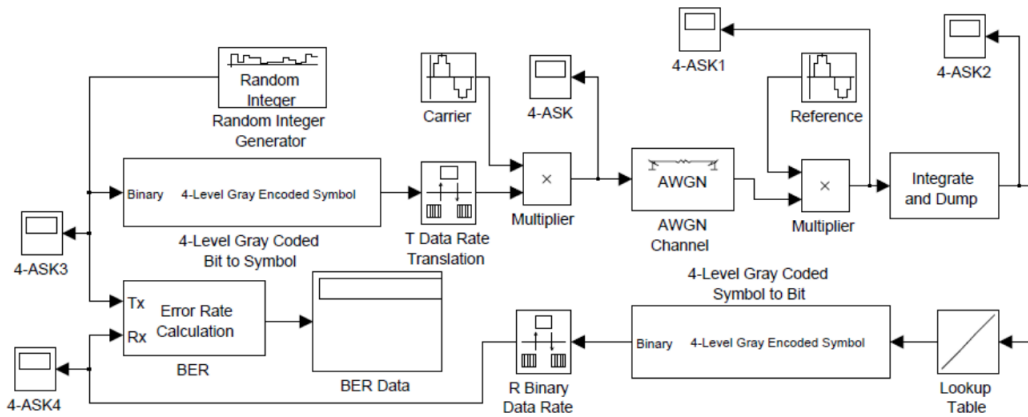 4-ASK1
4-ASK2
Random
Integer
Random Integer
Generator
Carrier
4-ASK
Reference
Binary
4-Level Gray Encoded Symbol
4-Level Gray Coded
Bit to Symbol
T Data Rate
Translation
×
Multiplier
AWGN
AWGN
Channel
×
Multiplier
Integrate
and Dump
4-ASK3
Tx
Rx
Error Rate
Calculation
BER
BER Data
4-ASK4
R Binary
Data Rate
4-Level Gray Coded
Symbol to Bit
Binary
4-Level Gray Encoded Symbol
Lookup
Table